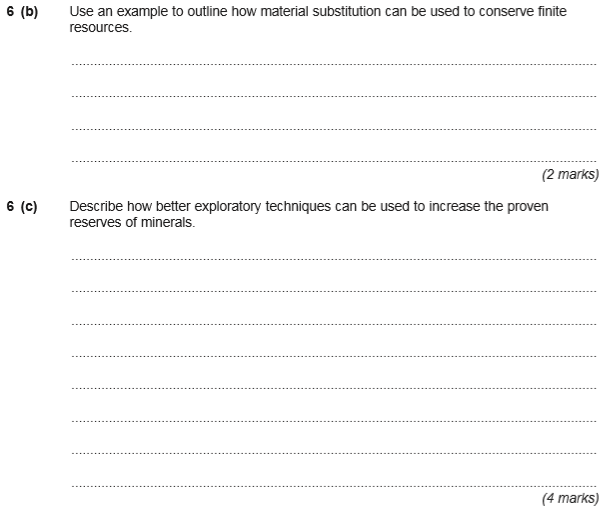 6 (b) Use an example to outline how material substitution can be used to conserve finite
resources.
(2 marks)
6 (c) Describe how better exploratory techniques can be used to increase the proven
reserves of minerals.
(4 marks)